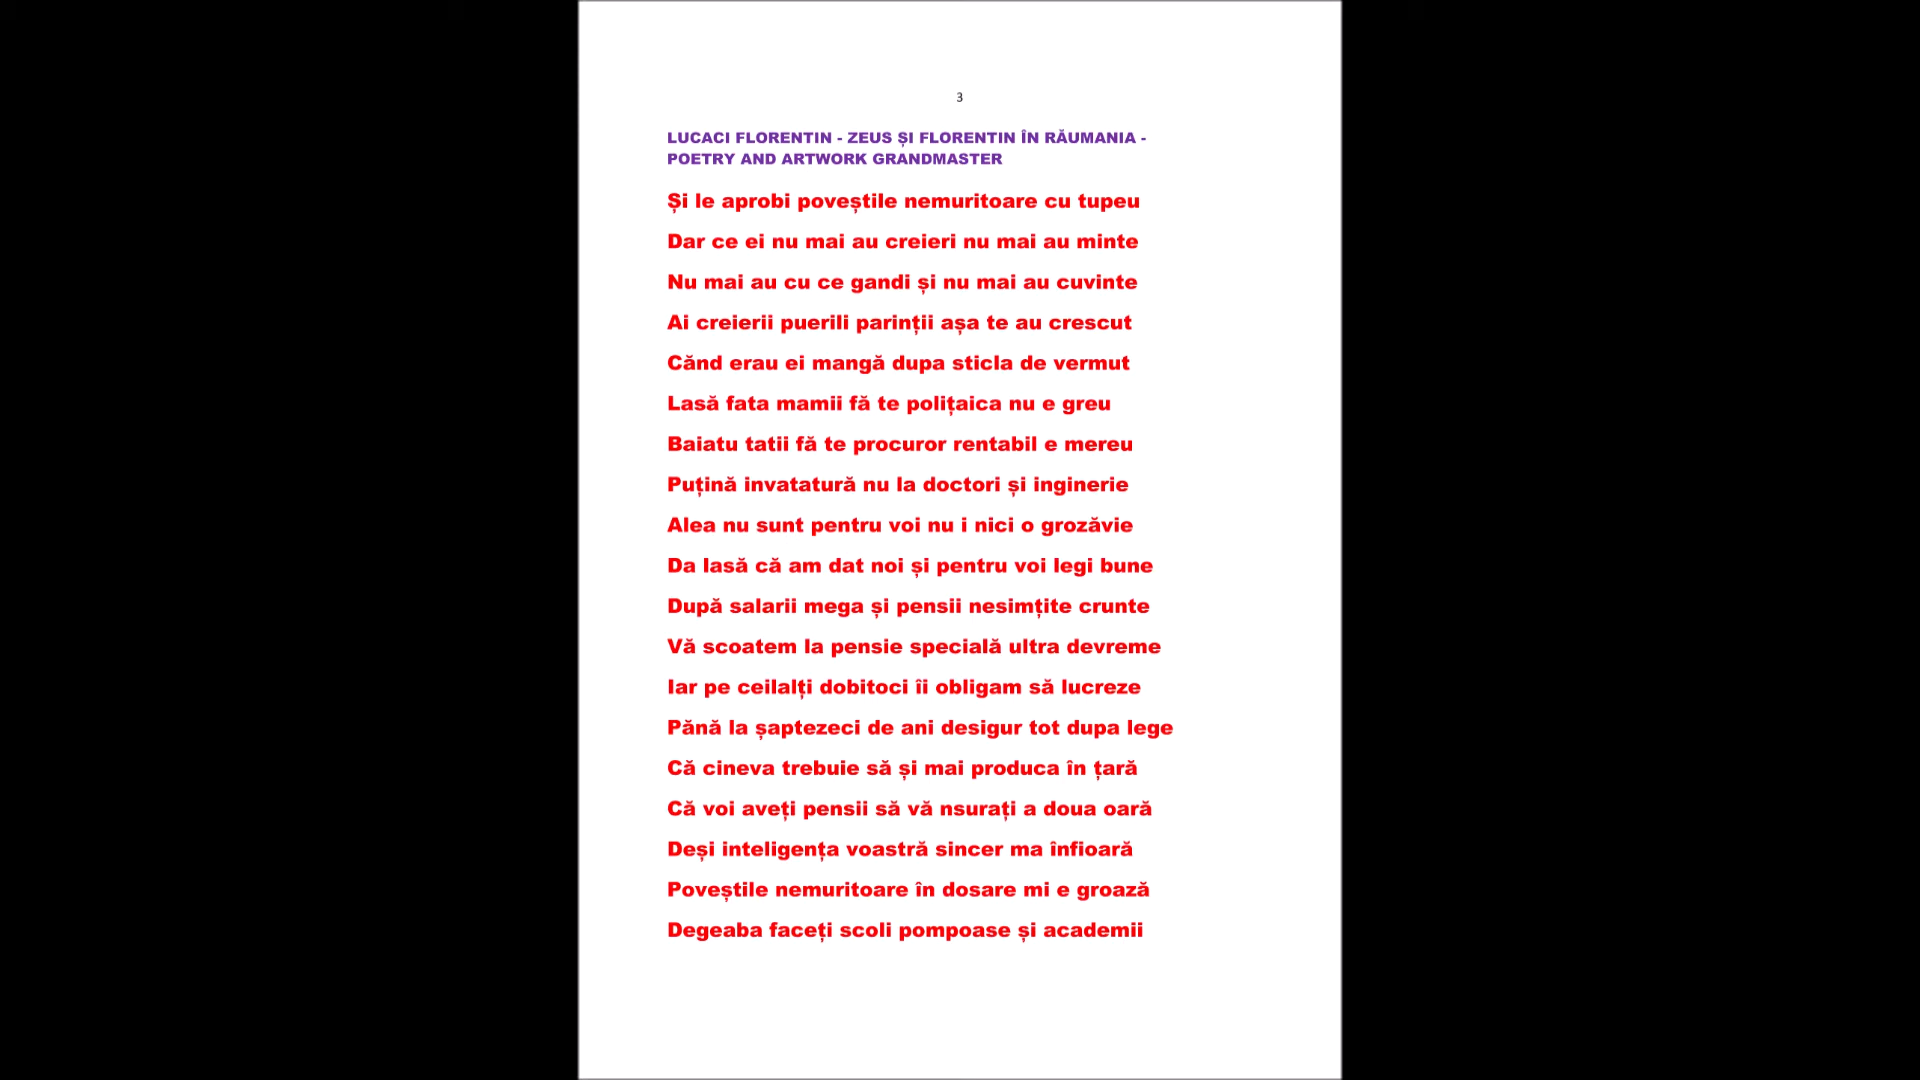 3
LUCACI FLORENTIN - ZEUS ȘI FLORENTIN ÎN RĂUMANIA -
POETRY AND ARTWORK GRANDMASTER
Și le aprobi poveștile nemuritoare cu tupeu
Dar ce ei nu mai au creieri nu mai au minte
Nu mai au cu ce gandi și nu mai au cuvinte
Ai creierii puerili parinții așa te au crescut
Cănd erau ei mangă dupa sticla de vermut
Lasă fata mamii fă te polițaica nu e greu
Baiatu tatii fă te procuror rentabil e mereu
Puțină invatatură nu la doctori și inginerie
Alea nu sunt pentru voi nu i nici o grozăvie
Da lasă că am dat noi și pentru voi legi bune
După salarii mega și pensii nesimțite crunte
Vă scoatem la pensie specială ultra devreme
Iar pe ceilalți dobitoci îi obligam să lucreze
Pănă la șaptezeci de ani desigur tot dupa lege
Că cineva trebuie să și mai produca în țară
Că voi aveți pensii să vă nsurați a doua oară
Deși inteligența voastră sincer ma înfioară
Poveștile nemuritoare în dosare mi e groază
Degeaba faceți scoli pompoase și academii